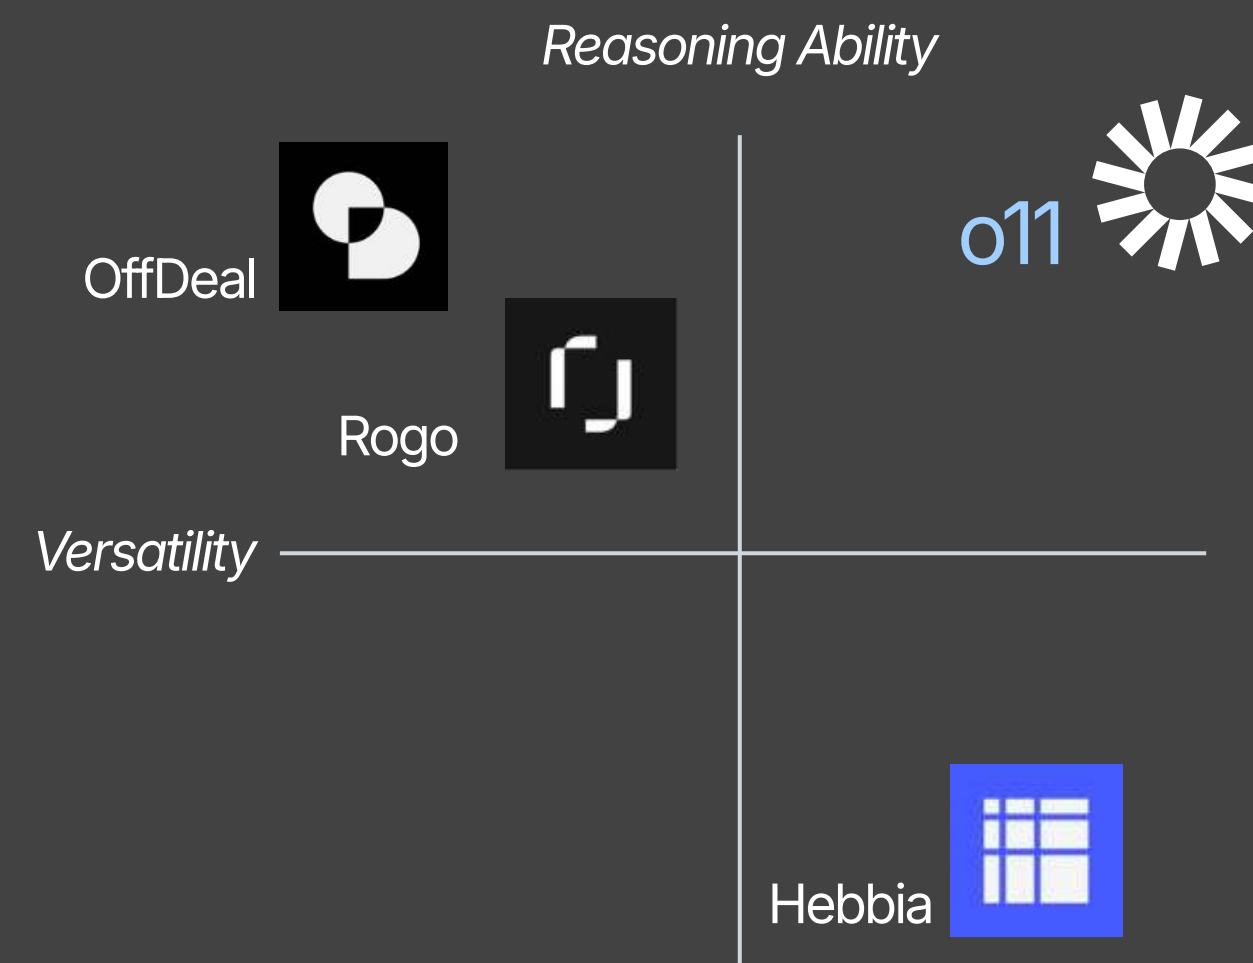 Reasoning Ability
o11
OffDeal
Rogo
Versatility
Hebbia